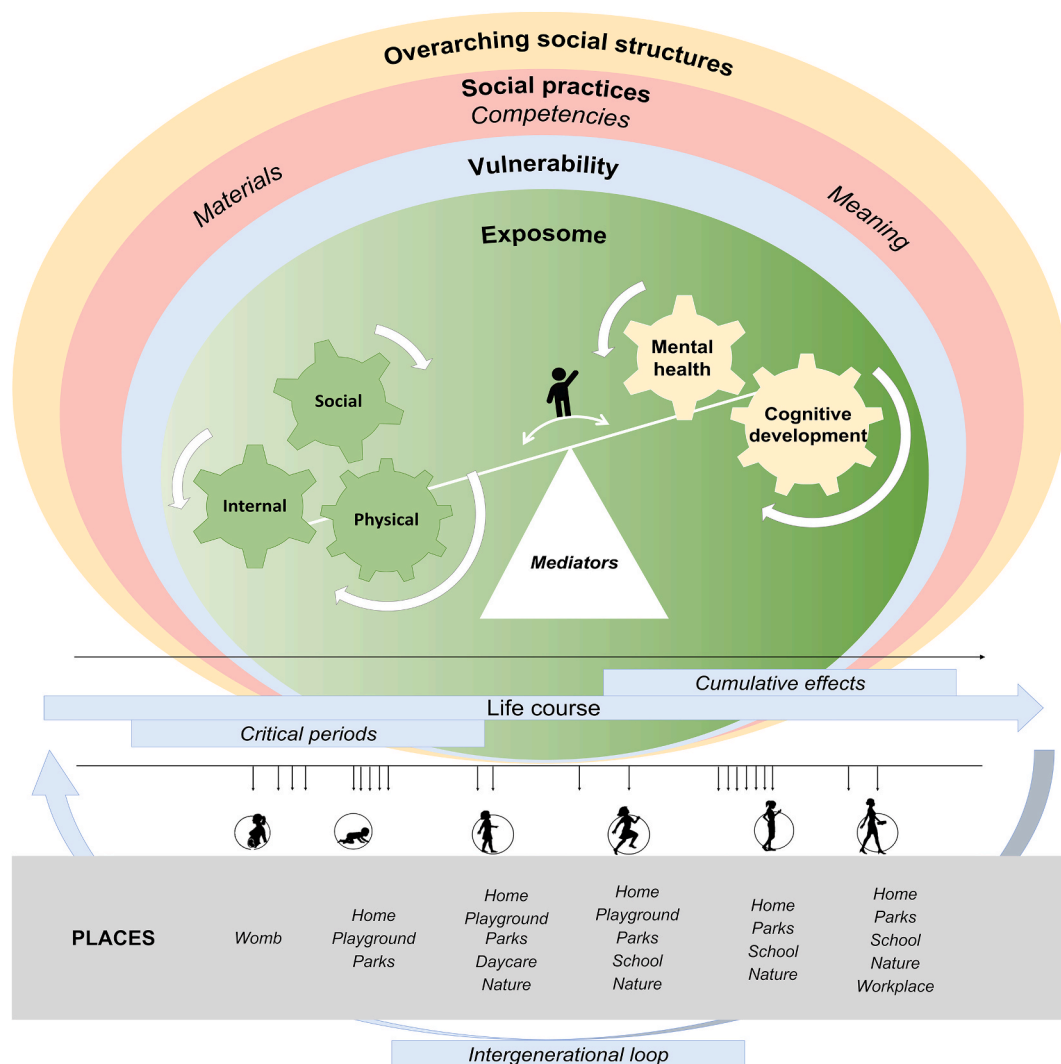 Overarching social structures
Social practices
Competencies
Materials
Meaning
Vulnerability
Exposome
Social
Internal
Physical
Mental
health
Cognitive
development
Mediators
Cumulative effects
Life course
Critical periods
PLACES
Womb
Home
Playground
Parks
Home
Playground
Parks
Daycare
Nature
Home
Playground
Parks
School
Nature
Home
Parks
School
Nature
Home
Parks
School
Nature
Workplace
Intergenerational loop